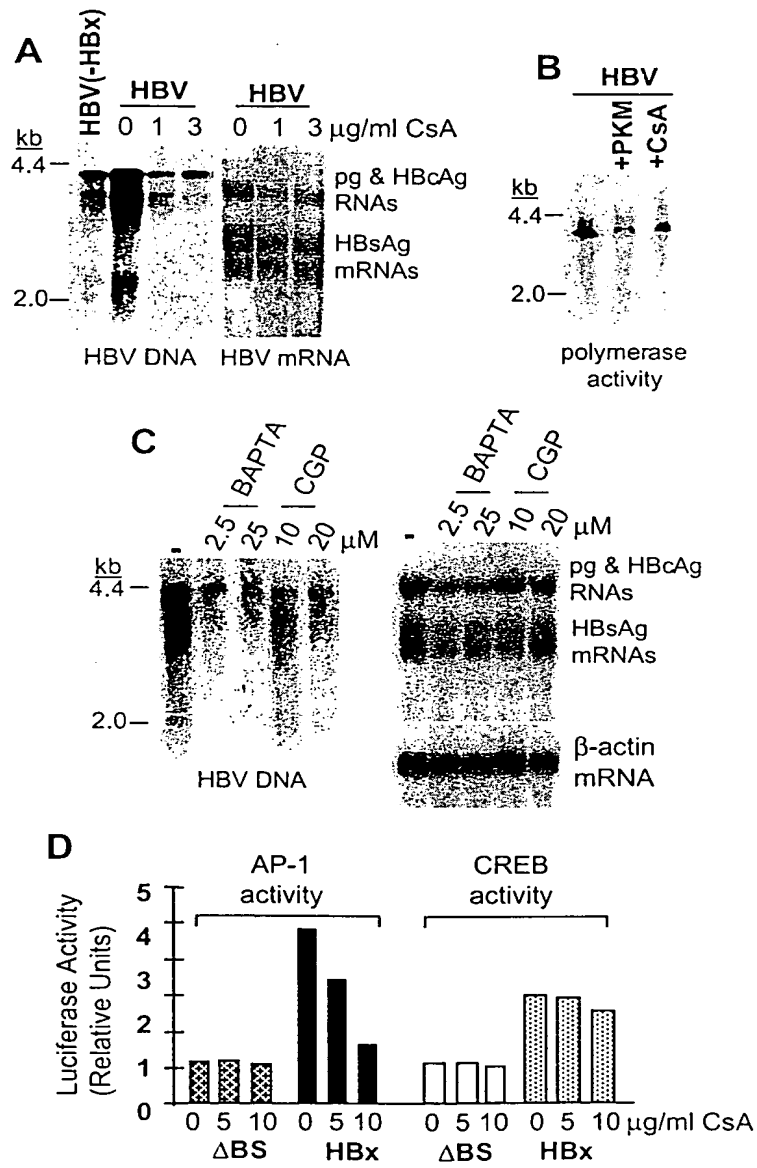 A
HBV(-HBx)
HBV
0 1 3
HBV
0 1 3
µg/ml CsA
kb
4.4
2.0
pg & HBcAg
RNAs
HBsAg
mRNAs
HBV DNA
HBV mRNA
B
HBV
+PKM
+CsA
kb
4.4
2.0
polymerase
activity
C
BAPTA
CGP
- 2.5 25 10 20 µM
kb
4.4
2.0
HBV DNA
BAPTA
CGP
- 2.5 25 10 20 µM
pg & HBcAg
RNAs
HBsAg
mRNAs
β-actin
mRNA
D
AP-1
activity
CREB
activity
Luciferase Activity
(Relative Units)
5
4
3
2
1
0
0 5 10 0 5 10 0 5 10 0 5 10 µg/ml CsA
ΔBS HBx ΔBS HBx